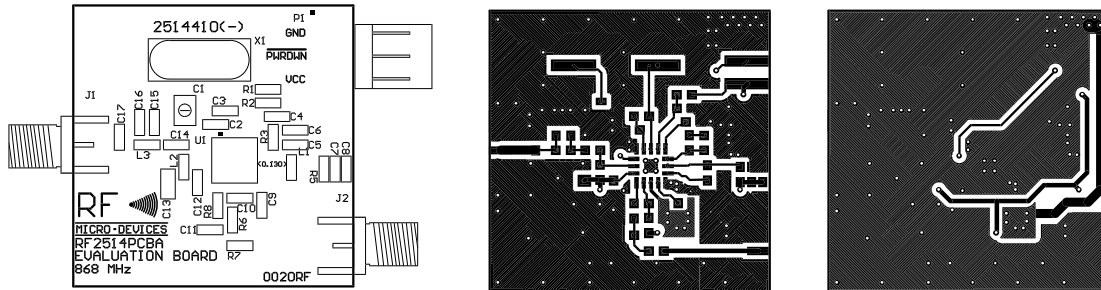 2514410(-)
P1
GND
X1
PWRDWN
VCC
J1
C17
C16
C15
C1
R1
R2
C3
C4
C2
R3
C6
C5
C14
U1
L3
L2
(0.130)
L1
R5
C7
C8
J2
RF
C13
C12
R8
C10
C9
C11
R6
R7
MICRO-DEVICES
RF2514PCBA
EVALUATION BOARD
868 MHz
0020RF